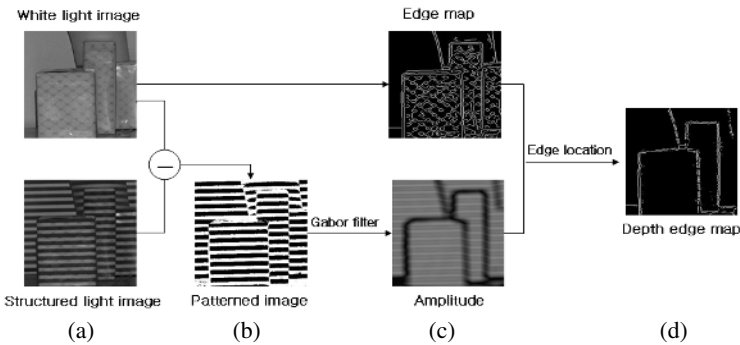 White light image
Edge map
Edge location
Depth edge map
Gabor filter
Structured light image
Patterned image
Amplitude
(a)
(b)
(c)
(d)